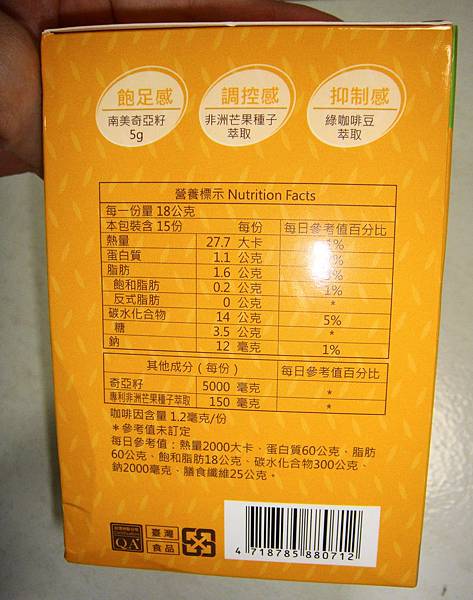 飽足感 調控感 抑制感
南美奇亞籽 非洲芒果種子 綠咖啡豆
5g 萃取 萃取
營養標示 Nutrition Facts
每一份量 18公克
本包裝含 15份 每份 每日參考值百分比
熱量 27.7 大卡 1%
蛋白質 1.1 公克 %
脂肪 1.6 公克 %
飽和脂肪 0.2 公克 1%
反式脂肪 0 公克 *
碳水化合物 14 公克 5%
糖 3.5 公克 *
鈉 12 毫克 1%
其他成分（每份） 每日參考值百分比
奇亞籽 5000 毫克 *
專利非洲芒果種子萃取 150 毫克 *
咖啡因含量 1.2毫克/份
＊參考值未訂定
每日參考值：熱量2000大卡、蛋白質60公克、脂肪
60公克、飽和脂肪18公克、碳水化合物300公克、
鈉2000毫克、膳食纖維25公克。
QA 臺灣
食品
4 718785 880712